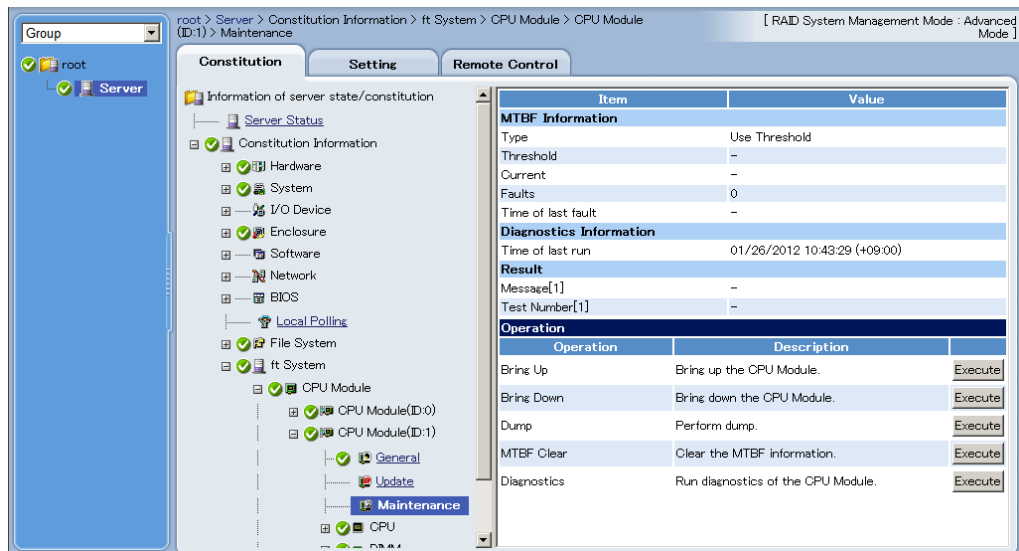 root > Server > Constitution Information > ft System > CPU Module > CPU Module
(ID:1) > Maintenance
[ RAID System Management Mode : Advanced
Mode ]
Group
root
Server
Constitution
Setting
Remote Control
Information of server state/constitution
Server Status
Constitution Information
Hardware
System
I/O Device
Enclosure
Software
Network
BIOS
Local Polling
File System
ft System
CPU Module
CPU Module(ID:0)
CPU Module(ID:1)
General
Update
Maintenance
CPU
DIMM
Item Value
MTBF Information
Type Use Threshold
Threshold –
Current –
Faults 0
Time of last fault –
Diagnostics Information
Time of last run 01/26/2012 10:43:29 (+09:00)
Result
Message[1] –
Test Number[1] –
Operation
Operation Description
Bring Up Bring up the CPU Module. Execute
Bring Down Bring down the CPU Module. Execute
Dump Perform dump. Execute
MTBF Clear Clear the MTBF information. Execute
Diagnostics Run diagnostics of the CPU Module. Execute